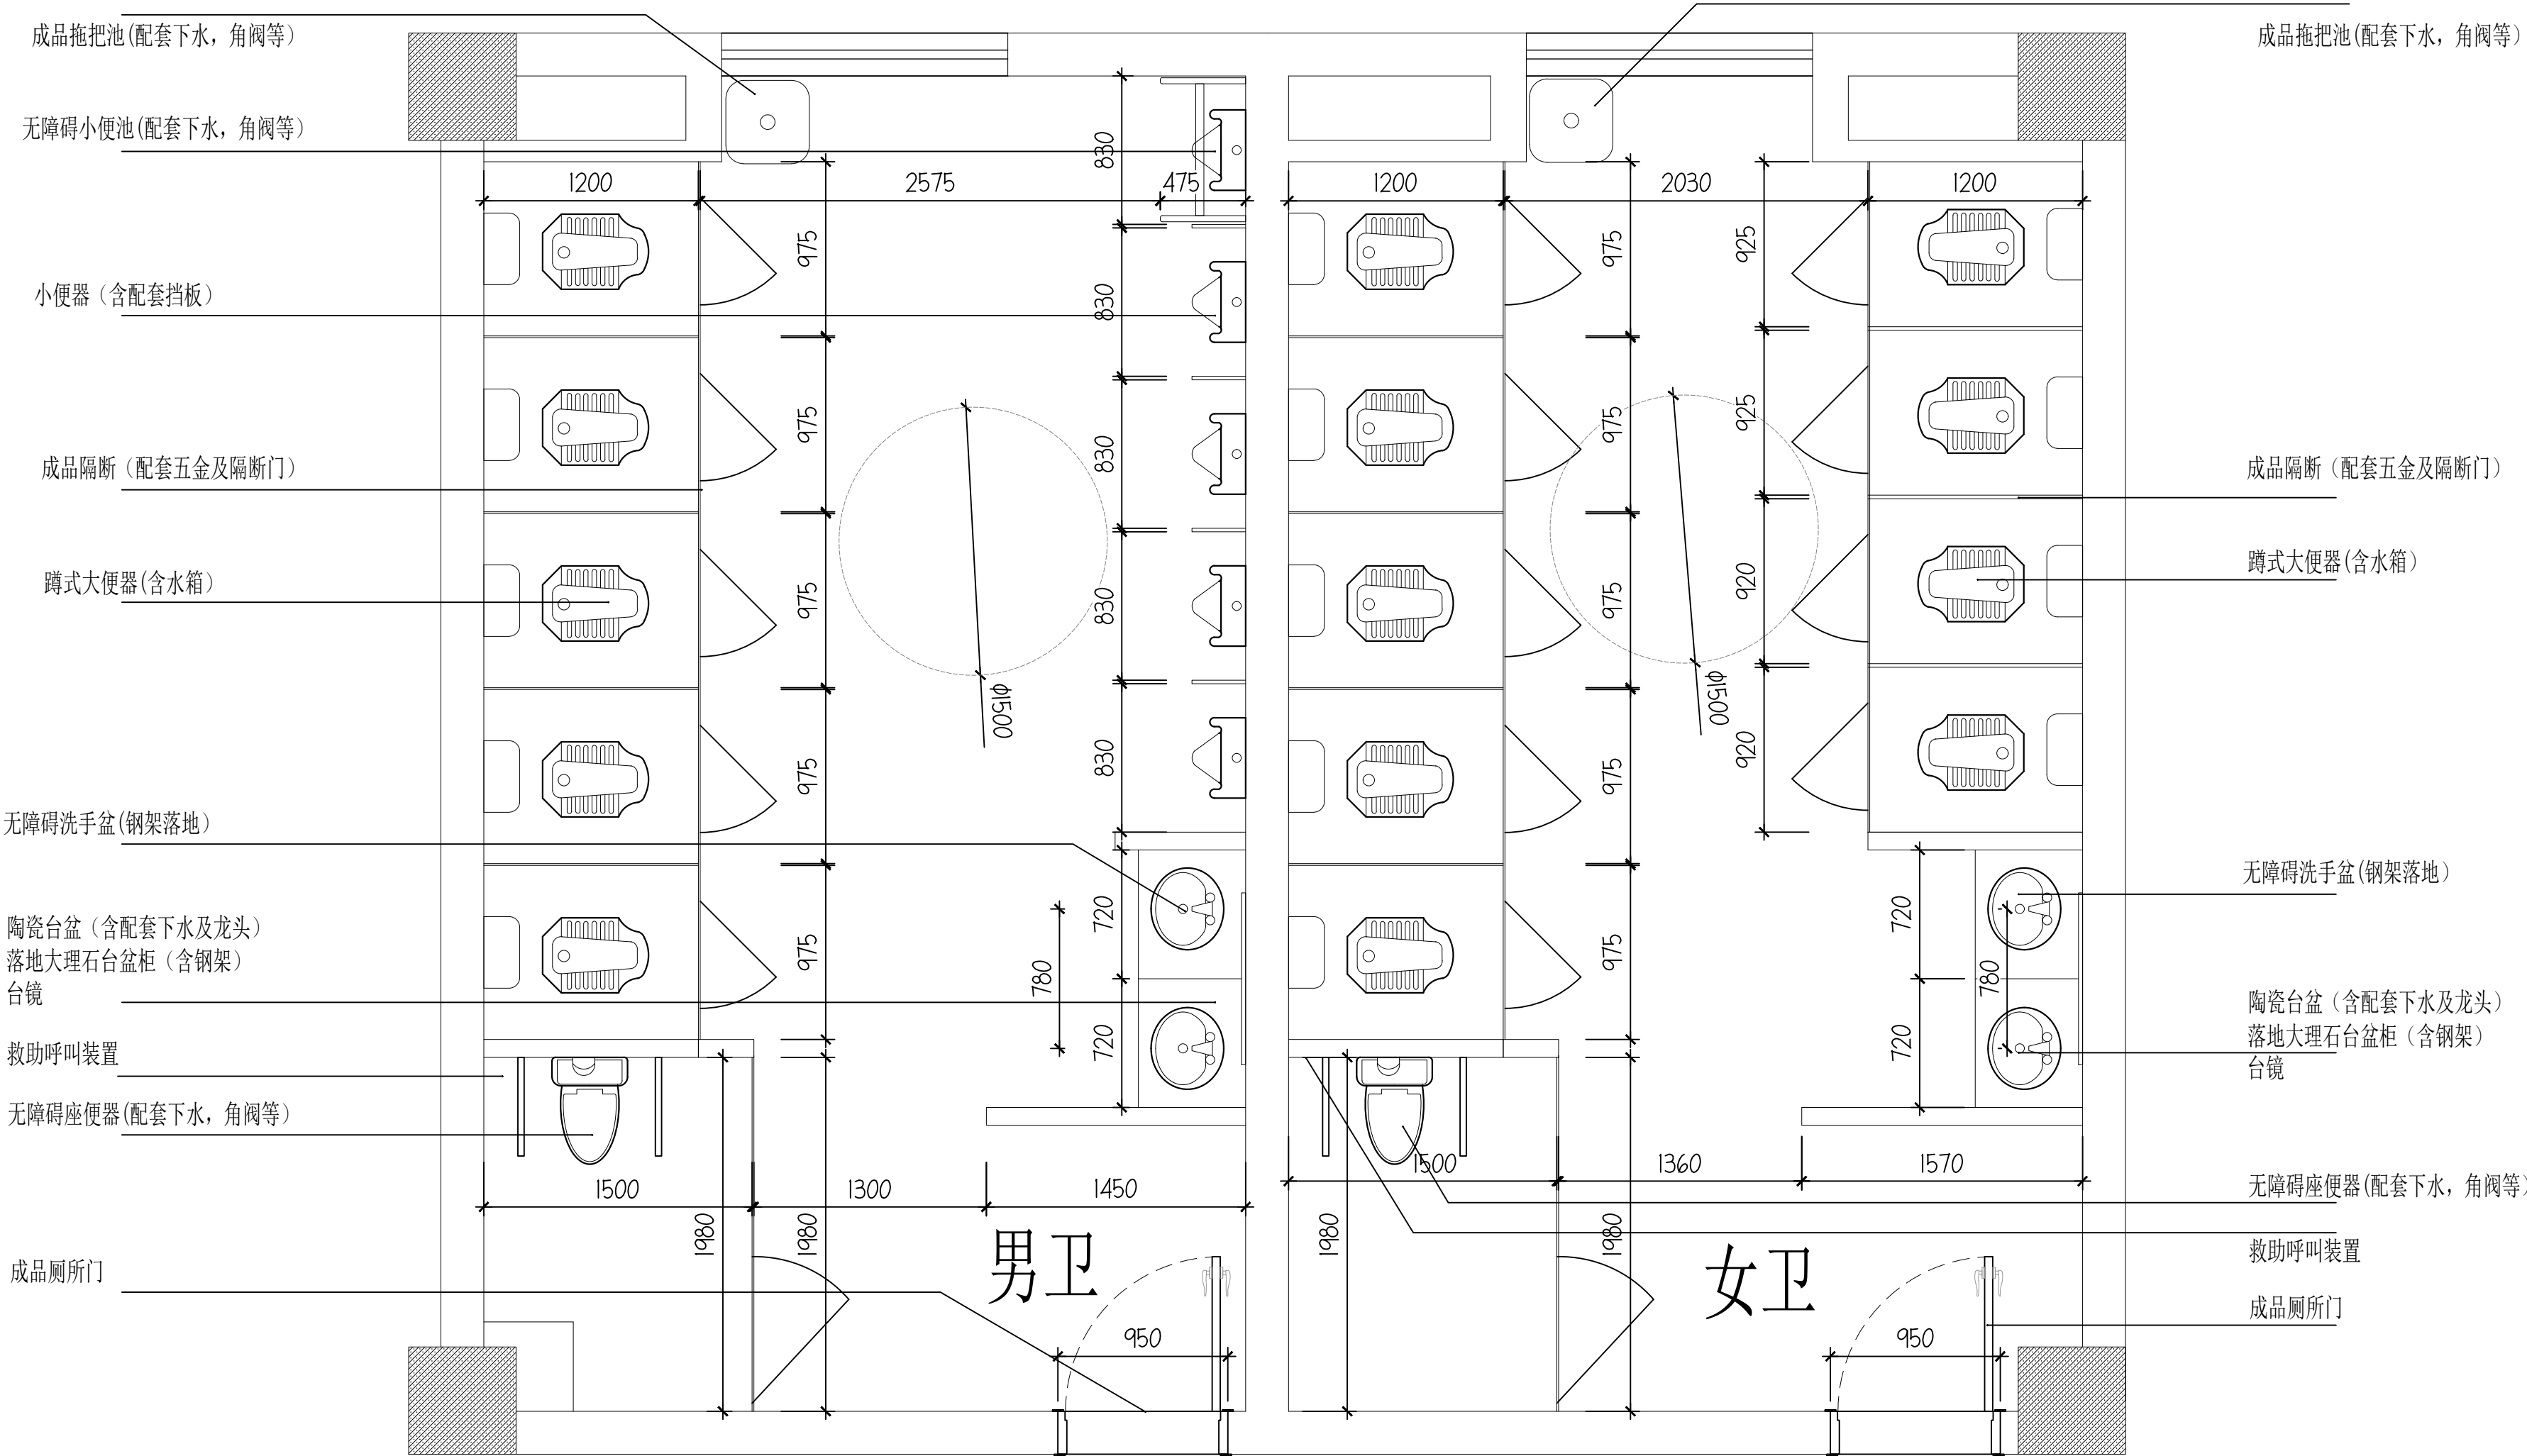 成品拖把池(配套下水，角阀等）
成品拖把池(配套下水，角阀等）
无障碍小便池(配套下水，角阀等）
830
1200
2575
475
1200
2030
1200
975
975
925
小便器（含配套挡板）
830
975
830
975
925
成品隔断（配套五金及隔断门）
成品隔断（配套五金及隔断门）
蹲式大便器(含水箱）
蹲式大便器(含水箱）
975
830
975
920
ϕ1500
ϕ1500
975
830
975
920
无障碍洗手盆(钢架落地）
无障碍洗手盆(钢架落地）
720
720
陶瓷台盆（含配套下水及龙头）
落地大理石台盆柜（含钢架）
台镜
975
780
975
780
陶瓷台盆（含配套下水及龙头）
落地大理石台盆柜（含钢架）
台镜
救助呼叫装置
720
720
无障碍座便器(配套下水，角阀等）
1500
1300
1450
1500
1360
1570
无障碍座便器(配套下水，角阀等）
1980
1980
1980
1980
救助呼叫装置
男卫
女卫
成品厕所门
成品厕所门
950
950